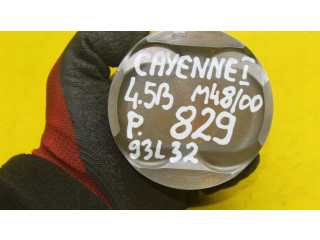 CAYENNE I
4.5B M48/00
P. 829
93L32